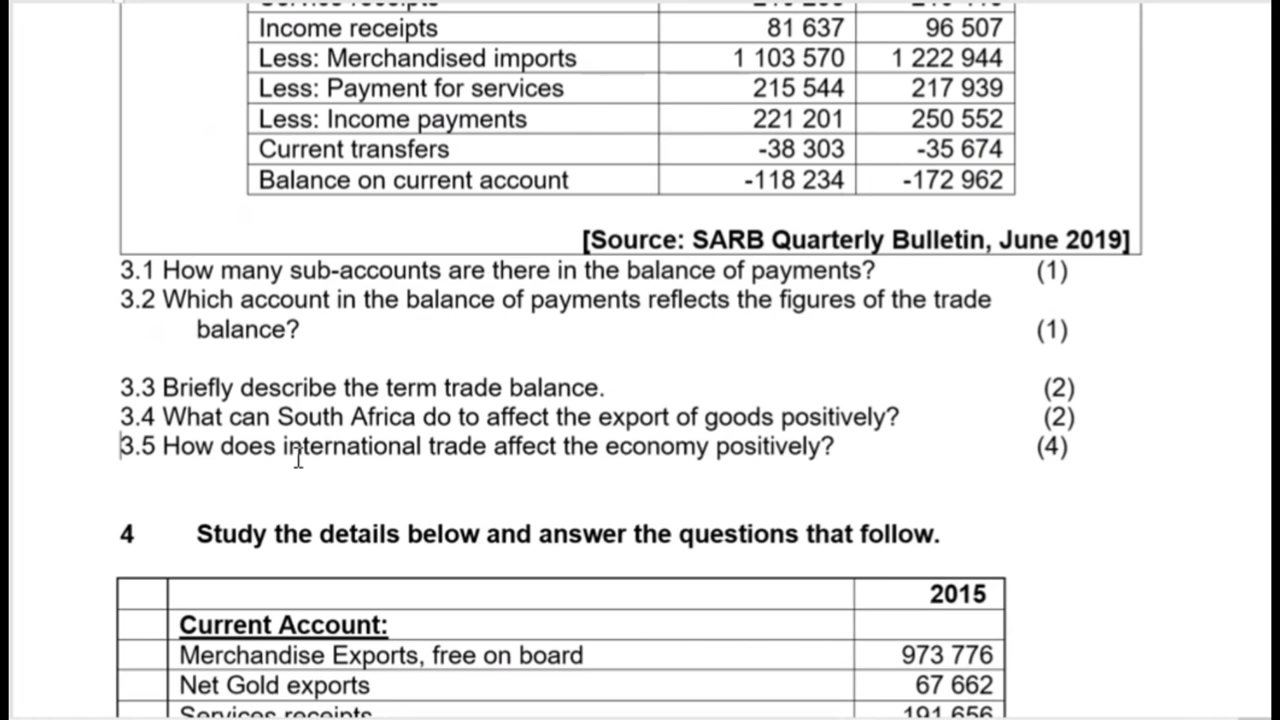 Income receipts 81 637 96 507
Less: Merchandised imports 1 103 570 1 222 944
Less: Payment for services 215 544 217 939
Less: Income payments 221 201 250 552
Current transfers -38 303 -35 674
Balance on current account -118 234 -172 962
[Source: SARB Quarterly Bulletin, June 2019]
3.1 How many sub-accounts are there in the balance of payments? (1)
3.2 Which account in the balance of payments reflects the figures of the trade
balance? (1)
3.3 Briefly describe the term trade balance. (2)
3.4 What can South Africa do to affect the export of goods positively? (2)
3.5 How does international trade affect the economy positively? (4)
4 Study the details below and answer the questions that follow.
2015
Current Account:
Merchandise Exports, free on board 973 776
Net Gold exports 67 662
Services receipts 191 656